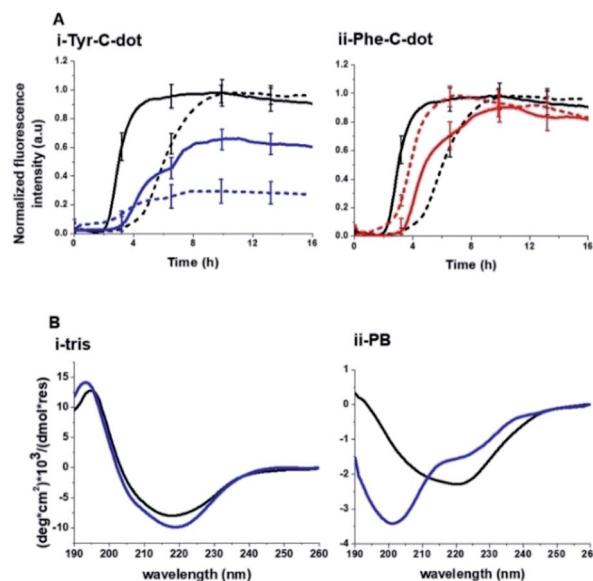 A
i-Tyr-C-dot
ii-Phe-C-dot
Normalized fluorescence
intensity (a.u)
1.0
0.8
0.6
0.4
0.2
0.0
0 4 8 12 16
Time (h)
1.0
0.8
0.6
0.4
0.2
0.0
0 4 8 12 16
Time (h)
B
i-tris
ii-PB
(deg*cm²)*10³/(dmol*res)
15
10
5
0
-5
-10
190 200 210 220 230 240 250 260
wavelength (nm)
1
0
-1
-2
-3
-4
190 200 210 220 230 240 250 260
wavelength (nm)